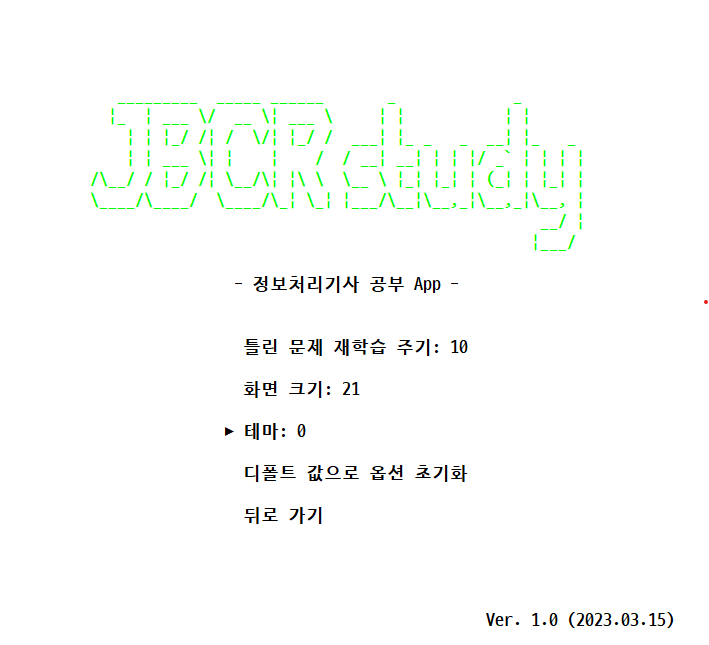 JBCR study
- 정보처리기사 공부 App -
틀린 문제 재학습 주기: 10
화면 크기: 21
► 테마: 0
디폴트 값으로 옵션 초기화
뒤로 가기
Ver. 1.0 (2023.03.15)